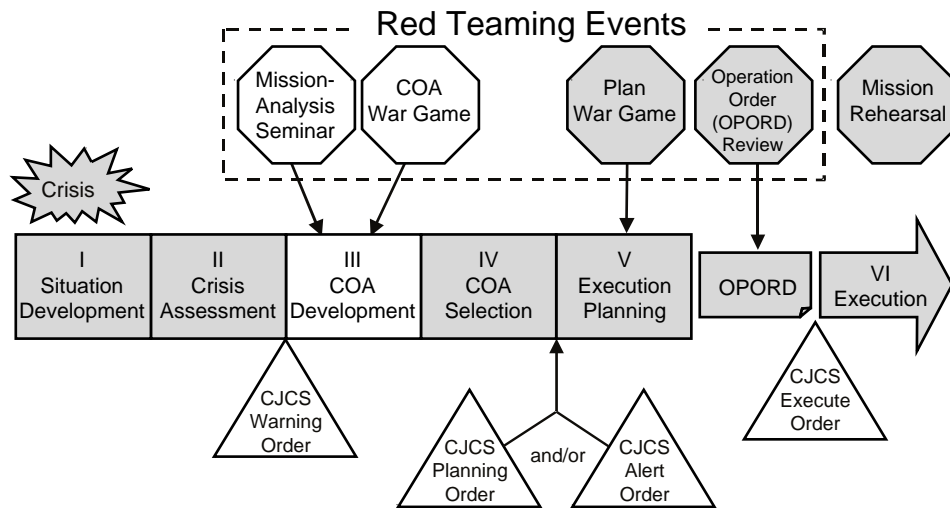 Red Teaming Events
Mission-
Analysis
Seminar
COA
War Game
Plan
War Game
Operation
Order
(OPORD)
Review
Mission
Rehearsal
Crisis
I
Situation
Development
II
Crisis
Assessment
III
COA
Development
IV
COA
Selection
V
Execution
Planning
OPORD
VI
Execution
CJCS
Warning
Order
CJCS
Planning
Order
and/or
CJCS
Alert
Order
CJCS
Execute
Order